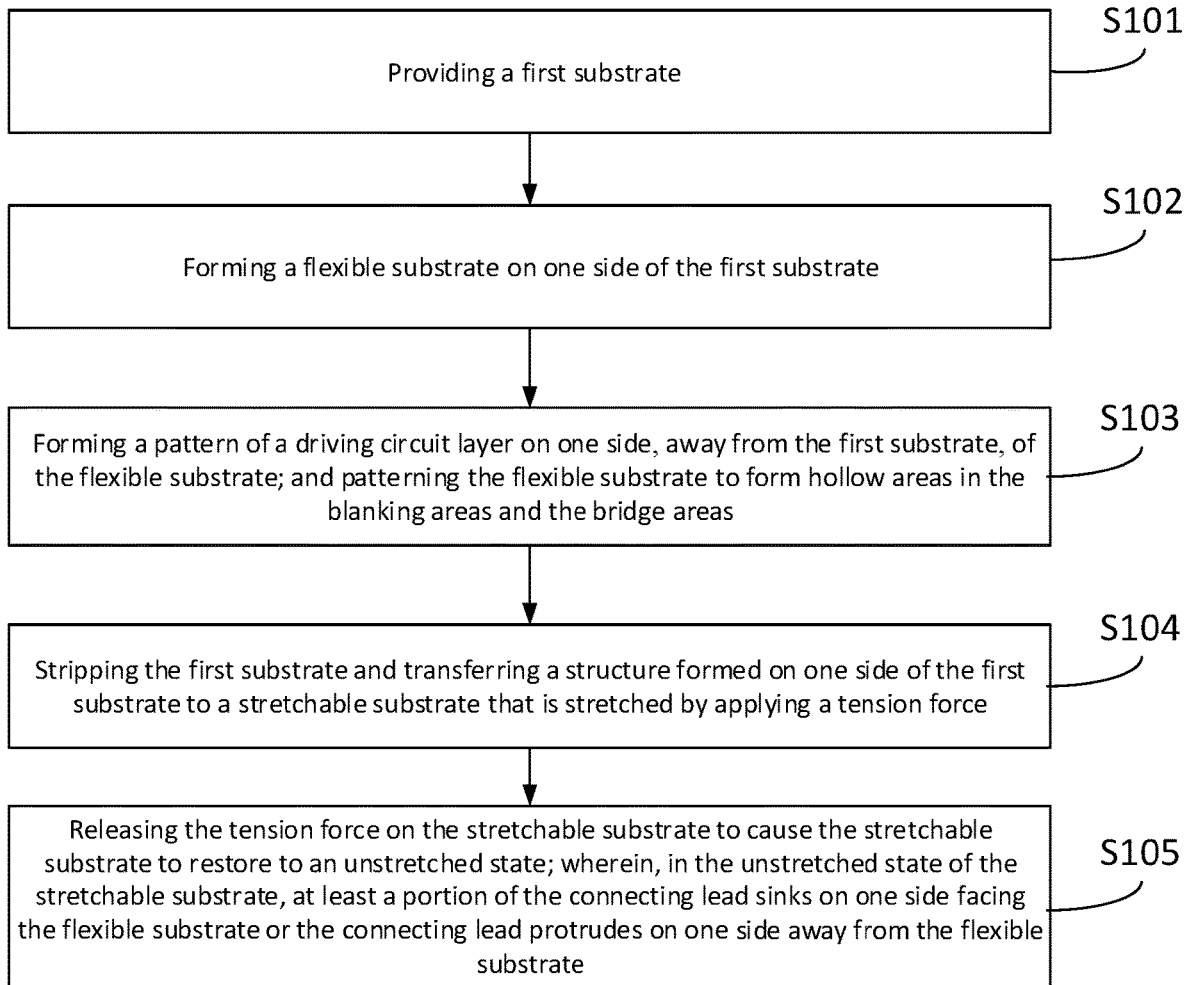 S101
Providing a first substrate
S102
Forming a flexible substrate on one side of the first substrate
S103
Forming a pattern of a driving circuit layer on one side, away from the first substrate, of
the flexible substrate; and patterning the flexible substrate to form hollow areas in the
blanking areas and the bridge areas
S104
Stripping the first substrate and transferring a structure formed on one side of the first
substrate to a stretchable substrate that is stretched by applying a tension force
S105
Releasing the tension force on the stretchable substrate to cause the stretchable
substrate to restore to an unstretched state; wherein, in the unstretched state of the
stretchable substrate, at least a portion of the connecting lead sinks on one side facing
the flexible substrate or the connecting lead protrudes on one side away from the flexible
substrate